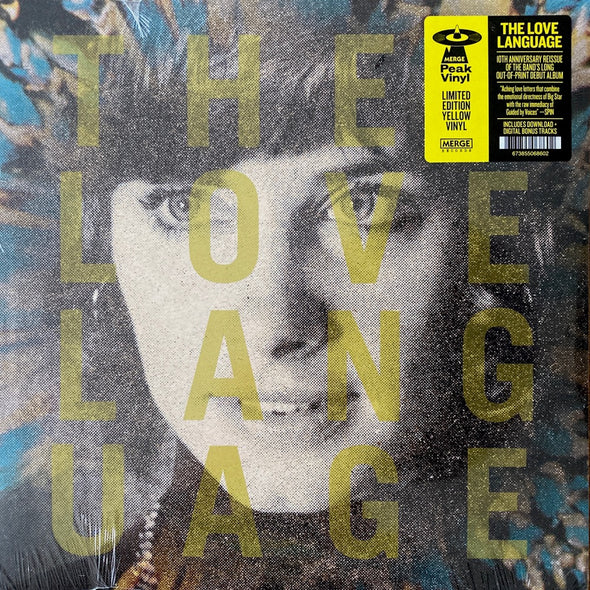 THE
LOVE
LANG
UAGE
MERGE
Peak
Vinyl
LIMITED
EDITION
YELLOW
VINYL
MERGE
RECORDS
THE LOVE
LANGUAGE
10TH ANNIVERSARY REISSUE
OF THE BAND'S LONG
OUT-OF-PRINT DEBUT ALBUM
"Aching love letters that combine
the emotional directness of Big Star
with the raw immediacy of
Guided by Voices" —SPIN
INCLUDES DOWNLOAD +
DIGITAL BONUS TRACKS
673855068602